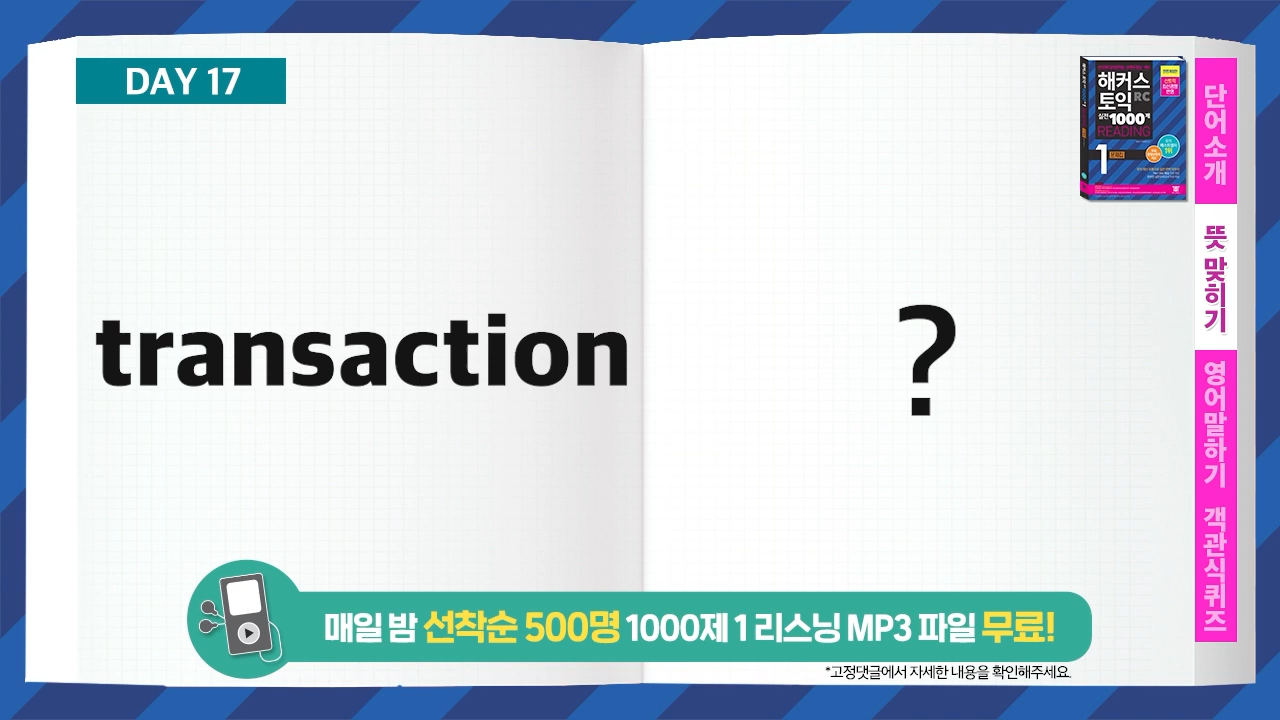 DAY 17
해커스
토익 RC
실전 1000제
READING
1
단어소개
뜻 맞히기
영어말하기
객관식퀴즈
transaction
?
매일 밤 선착순 500명 1000제 1 리스닝 MP3 파일 무료!
*고정댓글에서 자세한 내용을 확인해주세요.